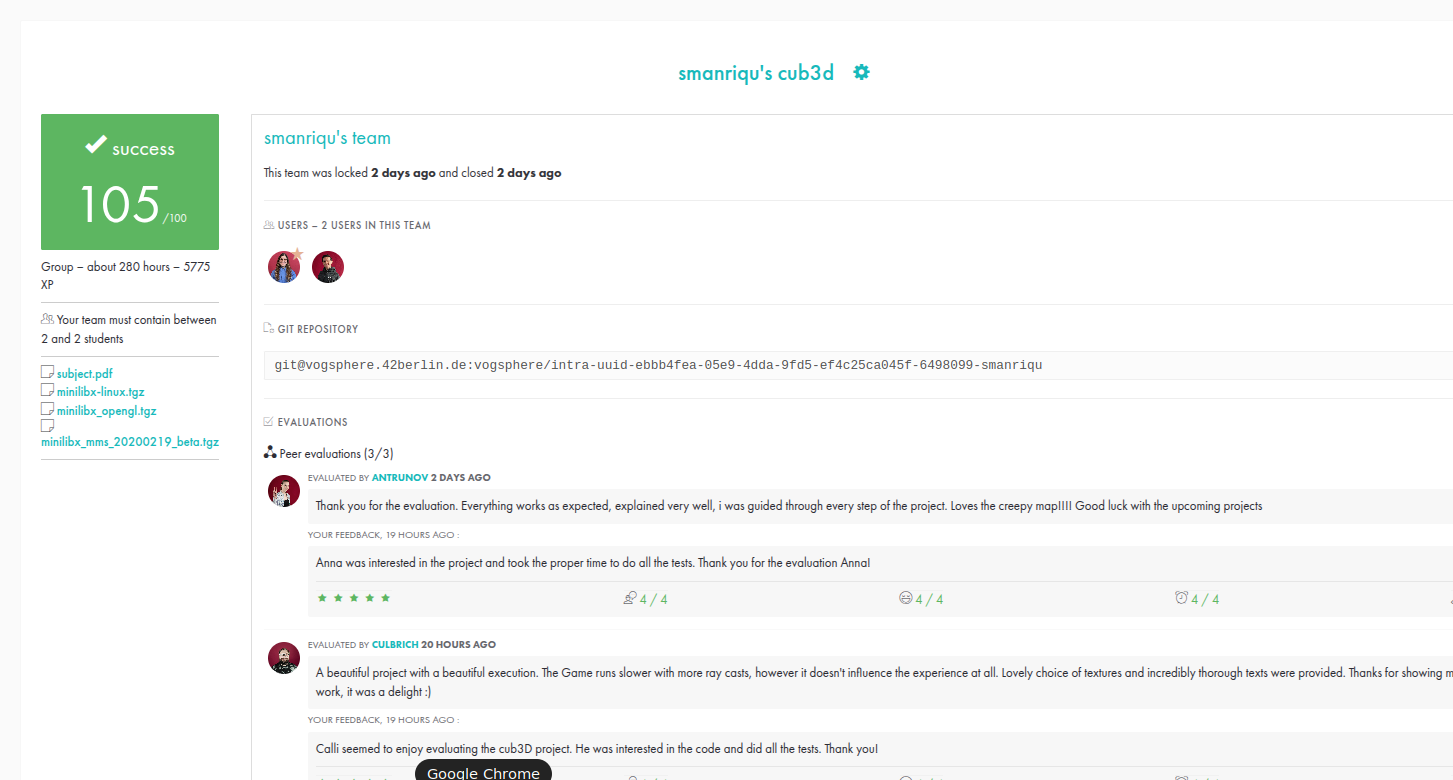 smanriqu's cub3d
success
105 /100
Group – about 280 hours – 5775
XP
Your team must contain between
2 and 2 students
subject.pdf
minilibx-linux.tgz
minilibx_opengl.tgz
minilibx_mms_20200219_beta.tgz
smanriqu's team
This team was locked 2 days ago and closed 2 days ago
USERS – 2 USERS IN THIS TEAM
GIT REPOSITORY
git@vogsphere.42berlin.de:vogsphere/intra-uuid-ebbb4fea-05e9-4dda-9fd5-ef4c25ca045f-6498099-smanriqu
EVALUATIONS
Peer evaluations (3/3)
EVALUATED BY ANTRUNOV 2 DAYS AGO
Thank you for the evaluation. Everything works as expected, explained very well, i was guided through every step of the project. Loves the creepy map!!!! Good luck with the upcoming projects
YOUR FEEDBACK, 19 HOURS AGO :
Anna was interested in the project and took the proper time to do all the tests. Thank you for the evaluation Anna!
4 / 4 4 / 4 4 / 4
EVALUATED BY CULBRICH 20 HOURS AGO
A beautiful project with a beautiful execution. The Game runs slower with more ray casts, however it doesn't influence the experience at all. Lovely choice of textures and incredibly thorough texts were provided. Thanks for showing
work, it was a delight :)
YOUR FEEDBACK, 19 HOURS AGO :
Calli seemed to enjoy evaluating the cub3D project. He was interested in the code and did all the tests. Thank you!
Google Chrome